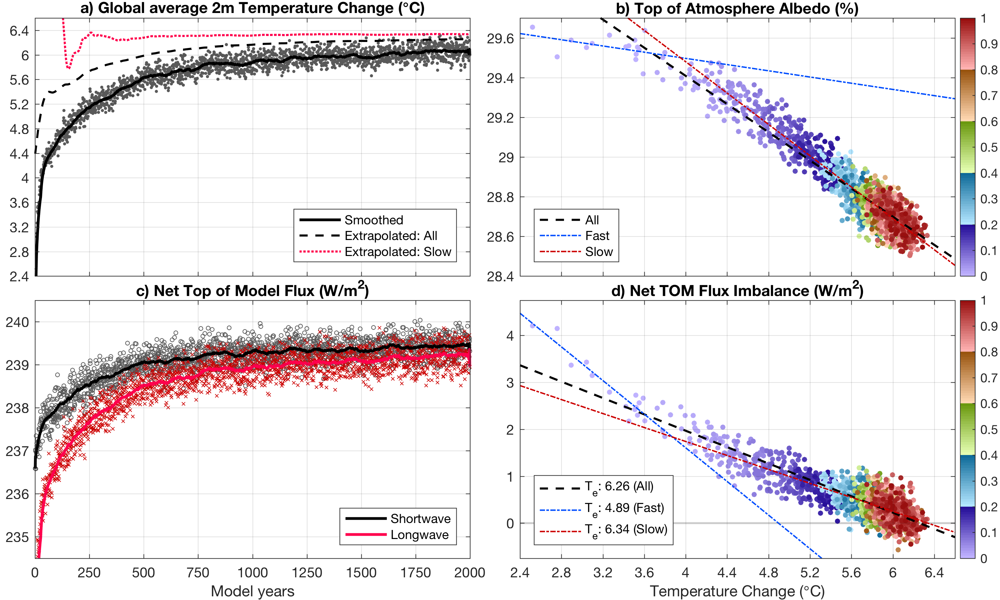 a) Global average 2m Temperature Change (°C)
6.4
6
5.6
5.2
4.8
4.4
4
3.6
3.2
2.8
2.4
Smoothed
Extrapolated: All
Extrapolated: Slow
b) Top of Atmosphere Albedo (%)
29.6
29.4
29.2
29
28.8
28.6
28.4
All
Fast
Slow
1
0.9
0.8
0.7
0.6
0.5
0.4
0.3
0.2
0.1
0
c) Net Top of Model Flux (W/m²)
240
239
238
237
236
235
Shortwave
Longwave
0 250 500 750 1000 1250 1500 1750 2000
Model years
d) Net TOM Flux Imbalance (W/m²)
4
3
2
1
0
Te: 6.26 (All)
Te: 4.89 (Fast)
Te: 6.34 (Slow)
2.4 2.8 3.2 3.6 4 4.4 4.8 5.2 5.6 6 6.4
Temperature Change (°C)
1
0.9
0.8
0.7
0.6
0.5
0.4
0.3
0.2
0.1
0